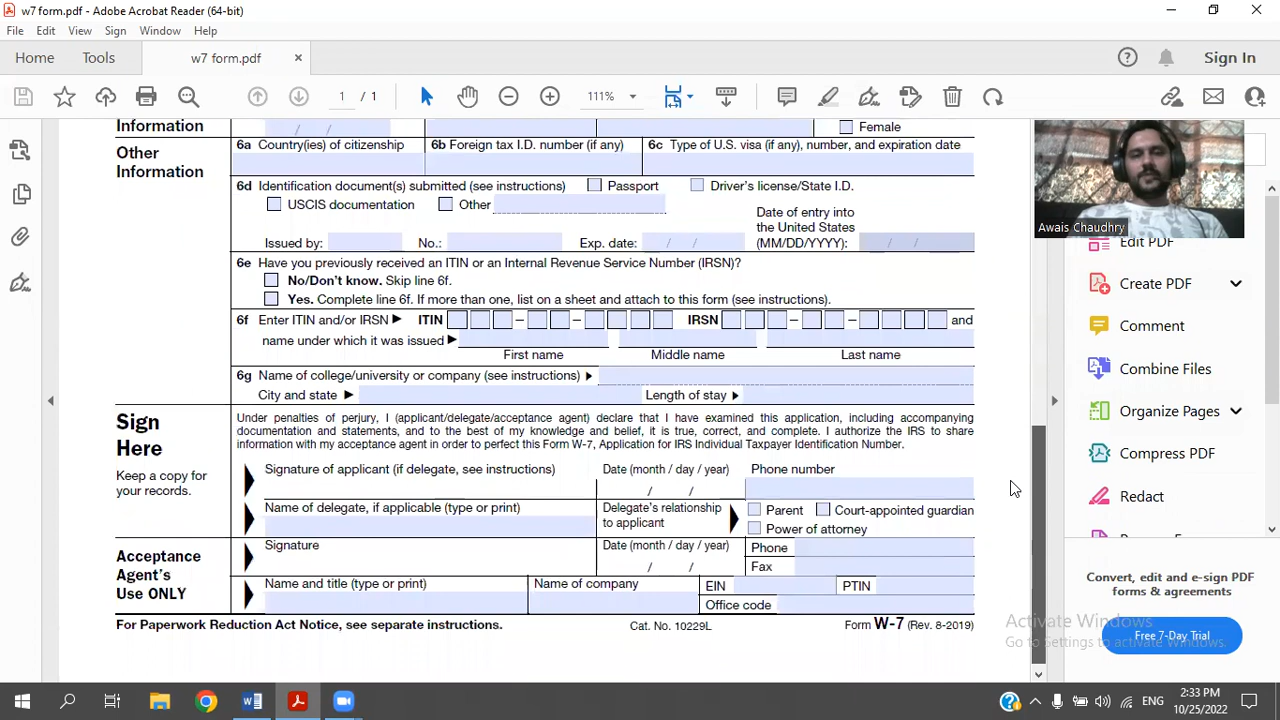 w7 form.pdf - Adobe Acrobat Reader (64-bit)
File Edit View Sign Window Help
Home Tools w7 form.pdf × Sign In
1 / 1 111%
Information / / Female
Other Information
6a Country(ies) of citizenship 6b Foreign tax I.D. number (if any) 6c Type of U.S. visa (if any), number, and expiration date
6d Identification document(s) submitted (see instructions) Passport Driver's license/State I.D.
USCIS documentation Other
Date of entry into
the United States
Issued by: No.: Exp. date: / / (MM/DD/YYYY): / /
6e Have you previously received an ITIN or an Internal Revenue Service Number (IRSN)?
No/Don't know. Skip line 6f.
Yes. Complete line 6f. If more than one, list on a sheet and attach to this form (see instructions).
6f Enter ITIN and/or IRSN ▶ ITIN – – IRSN – – and
name under which it was issued ▶
First name Middle name Last name
6g Name of college/university or company (see instructions) ▶
City and state ▶ Length of stay ▶
Sign
Here
Keep a copy for
your records.
Under penalties of perjury, I (applicant/delegate/acceptance agent) declare that I have examined this application, including accompanying
documentation and statements, and to the best of my knowledge and belief, it is true, correct, and complete. I authorize the IRS to share
information with my acceptance agent in order to perfect this Form W-7, Application for IRS Individual Taxpayer Identification Number.
Signature of applicant (if delegate, see instructions) Date (month / day / year) Phone number
/ /
Name of delegate, if applicable (type or print) Delegate's relationship
to applicant
Parent Court-appointed guardian
Power of attorney
Acceptance
Agent's
Use ONLY
Signature Date (month / day / year) Phone
/ / Fax
Name and title (type or print) Name of company EIN PTIN
Office code
For Paperwork Reduction Act Notice, see separate instructions. Cat. No. 10229L Form W-7 (Rev. 8-2019)
Awais Chaudhry
Edit PDF
Create PDF
Comment
Combine Files
Organize Pages
Compress PDF
Redact
Convert, edit and e-sign PDF
forms & agreements
Free 7-Day Trial
Activate Windows
Go to Settings to activate Windows.
ENG
2:33 PM
10/25/2022